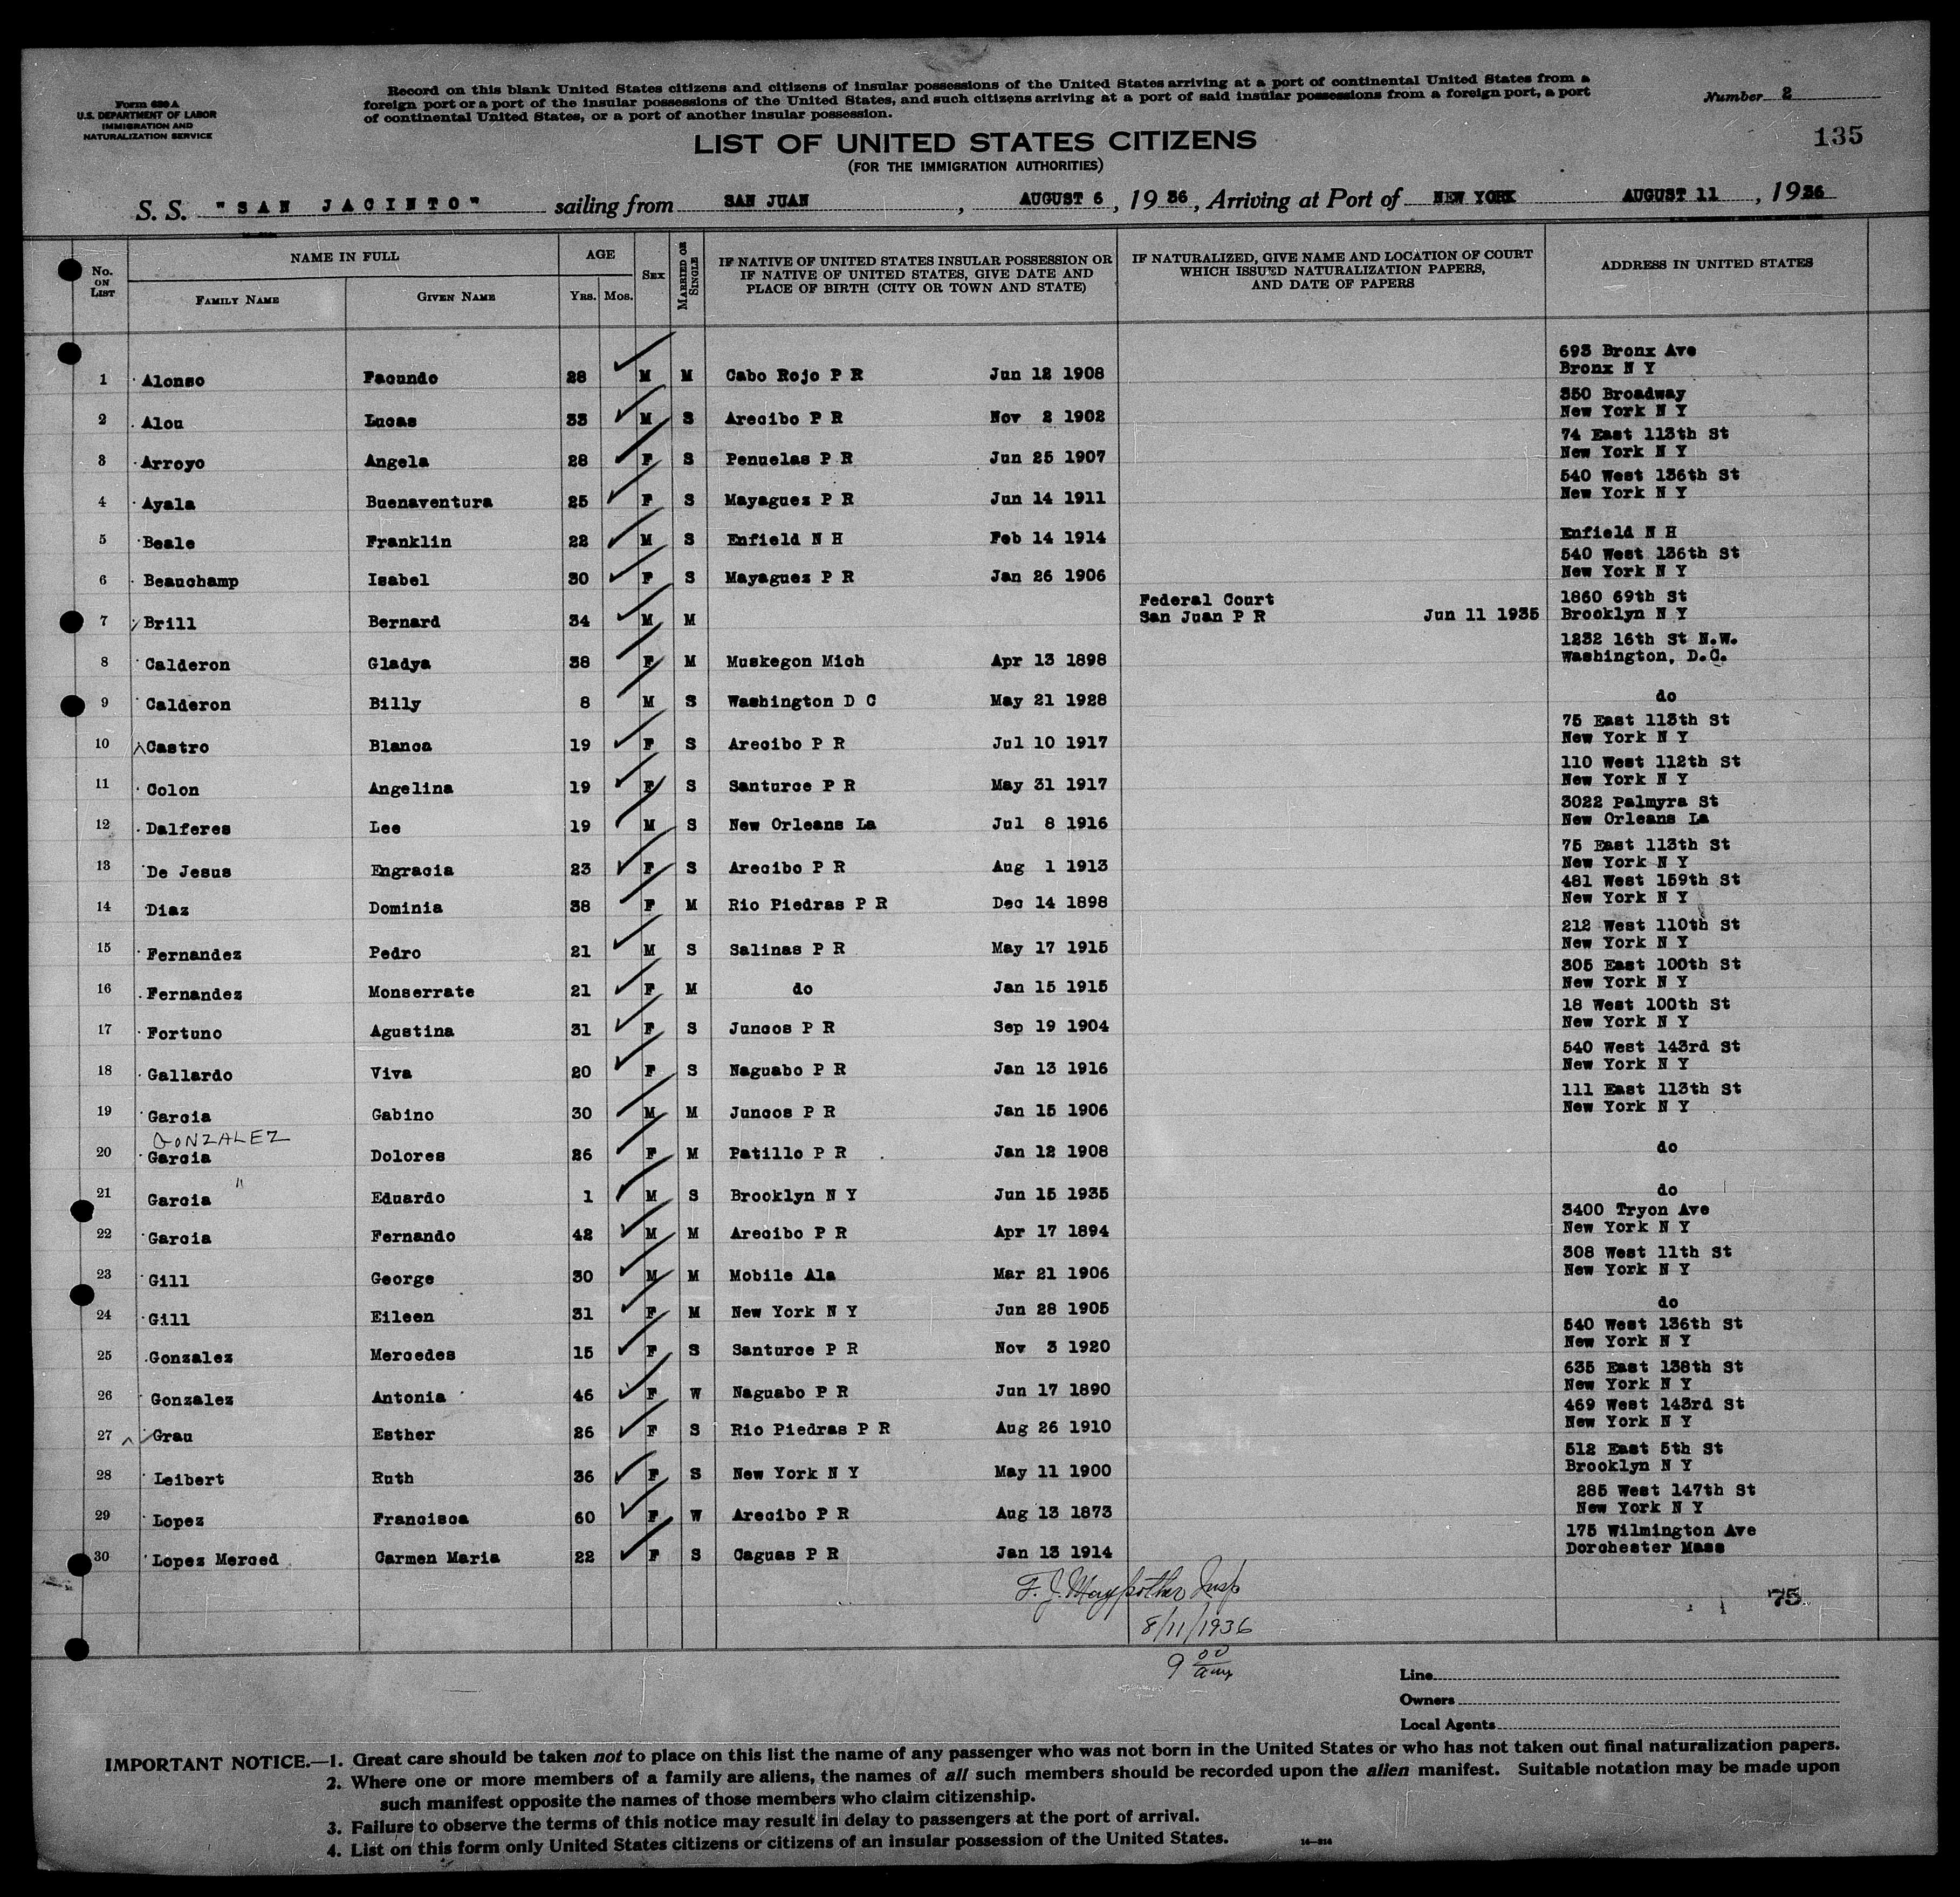 Form 630 A
U.S. DEPARTMENT OF LABOR
IMMIGRATION AND
NATURALIZATION SERVICE
Record on this blank United States citizens and citizens of insular possessions of the United States arriving at a port of continental United States from a
foreign port or a port of the insular possessions of the United States, and such citizens arriving at a port of said insular possessions from a foreign port, a port
of continental United States, or a port of another insular possession.
Number 2
135
LIST OF UNITED STATES CITIZENS
(FOR THE IMMIGRATION AUTHORITIES)
S. S. "SAN JACINTO" sailing from SAN JUAN, AUGUST 6, 1936, Arriving at Port of NEW YORK AUGUST 11, 1936
No. ON LIST
NAME IN FULL
FAMILY NAME
GIVEN NAME
AGE
YRS. MOS.
SEX
MARRIED OR SINGLE
IF NATIVE OF UNITED STATES INSULAR POSSESSION OR
IF NATIVE OF UNITED STATES, GIVE DATE AND
PLACE OF BIRTH (CITY OR TOWN AND STATE)
IF NATURALIZED, GIVE NAME AND LOCATION OF COURT
WHICH ISSUED NATURALIZATION PAPERS,
AND DATE OF PAPERS
ADDRESS IN UNITED STATES
1 Alonso Facundo 28 M M Cabo Rojo P R Jun 12 1908 693 Bronx Ave
Bronx N Y
2 Alou Lucas 33 M S Arecibo P R Nov 2 1902 350 Broadway
New York N Y
3 Arroyo Angela 28 F S Penuelas P R Jun 25 1907 74 East 113th St
New York N Y
4 Ayala Buenaventura 25 F S Mayaguez P R Jun 14 1911 540 West 136th St
New York N Y
5 Beale Franklin 22 M S Enfield N H Feb 14 1914 Enfield N H
6 Beauchamp Isabel 30 F S Mayaguez P R Jan 26 1906 540 West 136th St
New York N Y
7 Brill Bernard 34 M M Federal Court
San Juan P R Jun 11 1935 1860 69th St
Brooklyn N Y
8 Calderon Gladya 38 F M Muskegon Mich Apr 13 1898 1232 16th St N.W.
Washington, D.C.
9 Calderon Billy 8 M S Washington D C May 21 1928 do
10 Castro Blanca 19 F S Arecibo P R Jul 10 1917 75 East 113th St
New York N Y
11 Colon Angelina 19 F S Santurce P R May 31 1917 110 West 112th St
New York N Y
12 Dalferes Lee 19 M S New Orleans La Jul 8 1916 3022 Palmyra St
New Orleans La
13 De Jesus Engracia 23 F S Arecibo P R Aug 1 1913 75 East 113th St
New York N Y
14 Diaz Dominia 38 F M Rio Piedras P R Dec 14 1898 481 West 159th St
New York N Y
15 Fernandez Pedro 21 M S Salinas P R May 17 1915 212 West 110th St
New York N Y
16 Fernandez Monserrate 21 F M do Jan 15 1915 305 East 100th St
New York N Y
17 Fortuno Agustina 31 F S Juncos P R Sep 19 1904 18 West 100th St
New York N Y
18 Gallardo Viva 20 F S Naguabo P R Jan 13 1916 540 West 143rd St
New York N Y
19 Garcia Gabino 30 M M Juncos P R Jan 15 1906 111 East 113th St
New York N Y
GONZALEZ
20 Garcia Dolores 26 F M Patillo P R Jan 12 1908 do
"
21 Garcia Eduardo 1 M S Brooklyn N Y Jun 15 1935 do
22 Garcia Fernando 42 M M Arecibo P R Apr 17 1894 3400 Tryon Ave
New York N Y
23 Gill George 30 M M Mobile Ala Mar 21 1906 308 West 11th St
New York N Y
24 Gill Eileen 31 F M New York N Y Jun 28 1905 do
25 Gonzalez Mercedes 15 F S Santurce P R Nov 3 1920 540 West 136th St
New York N Y
26 Gonzalez Antonia 46 F W Naguabo P R Jun 17 1890 635 East 138th St
New York N Y
27 Grau Esther 26 F S Rio Piedras P R Aug 26 1910 469 West 143rd St
New York N Y
28 Leibert Ruth 36 F S New York N Y May 11 1900 512 East 5th St
Brooklyn N Y
29 Lopez Francisca 60 F W Arecibo P R Aug 13 1873 285 West 147th St
New York N Y
30 Lopez Merced Carmen Maria 22 F S Caguas P R Jan 13 1914 175 Wilmington Ave
Dorchester Mass
F. J. Maypother Insp
75
8/11/1936
9 00 am
Line
Owners
Local Agents
IMPORTANT NOTICE.—1. Great care should be taken not to place on this list the name of any passenger who was not born in the United States or who has not taken out final naturalization papers.
2. Where one or more members of a family are aliens, the names of all such members should be recorded upon the alien manifest. Suitable notation may be made upon
such manifest opposite the names of those members who claim citizenship.
3. Failure to observe the terms of this notice may result in delay to passengers at the port of arrival.
4. List on this form only United States citizens or citizens of an insular possession of the United States.
14—814